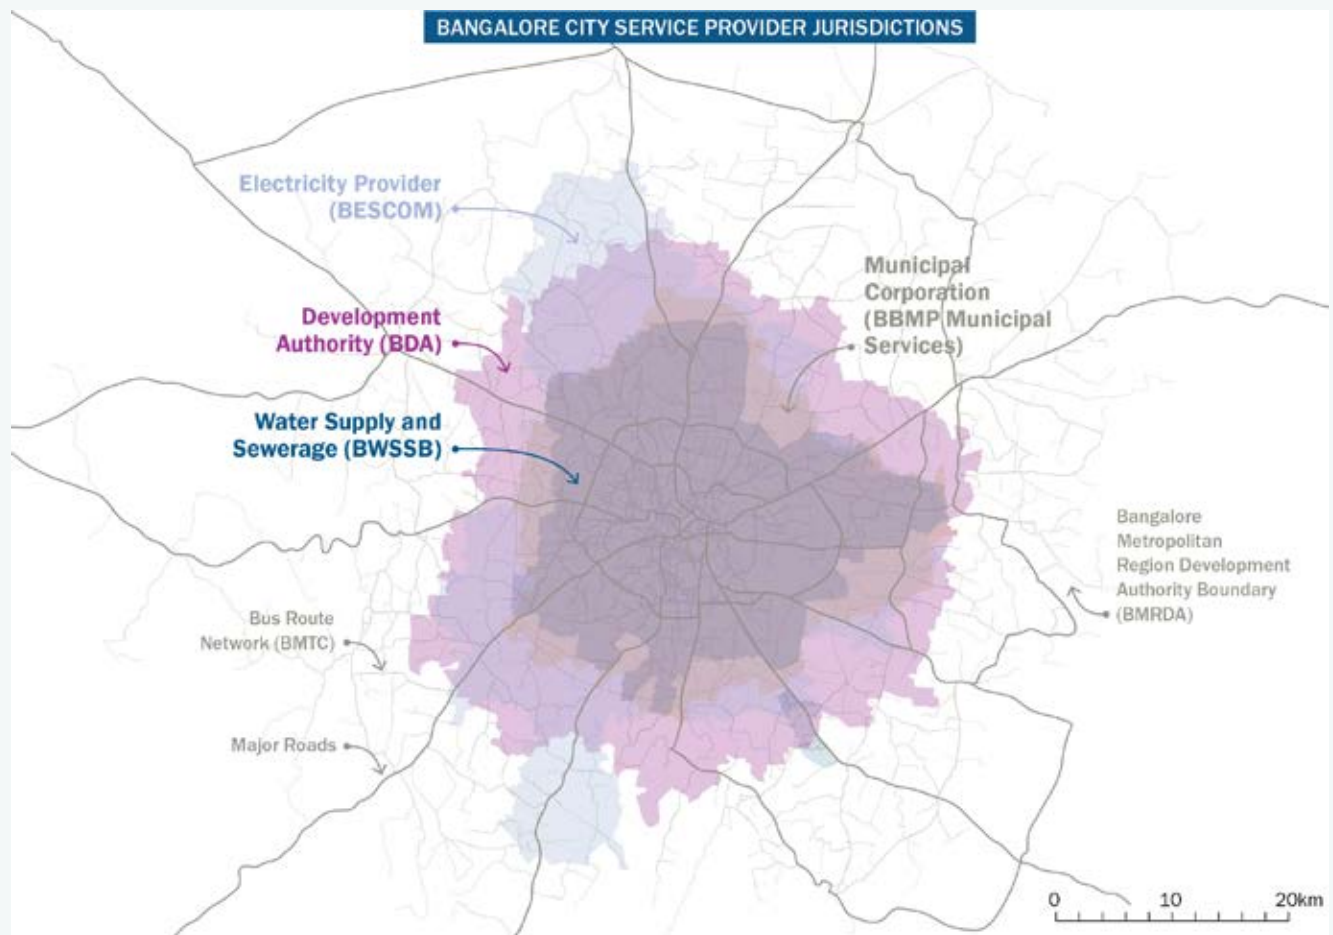 BANGALORE CITY SERVICE PROVIDER JURISDICTIONS
Electricity Provider
(BESCOM)
Municipal
Corporation
(BBMP Municipal
Services)
Development
Authority (BDA)
Water Supply and
Sewerage (BWSSB)
Bangalore
Metropolitan
Region Development
Authority Boundary
(BMRDA)
Bus Route
Network (BMTC)
Major Roads
0 10 20km